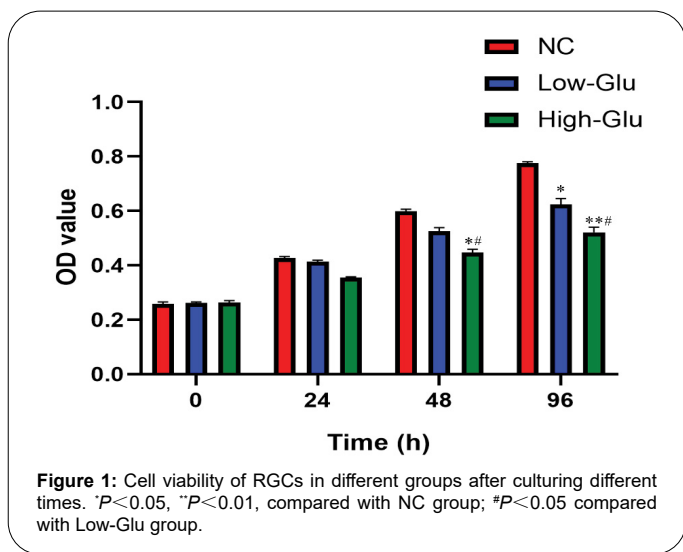 NC
Low-Glu
High-Glu
1.0
0.8
0.6
0.4
0.2
0.0
OD value
*
**#
*#
0 24 48 96
Time (h)
Figure 1: Cell viability of RGCs in different groups after culturing different
times. *P<0.05, **P<0.01, compared with NC group; #P<0.05 compared
with Low-Glu group.